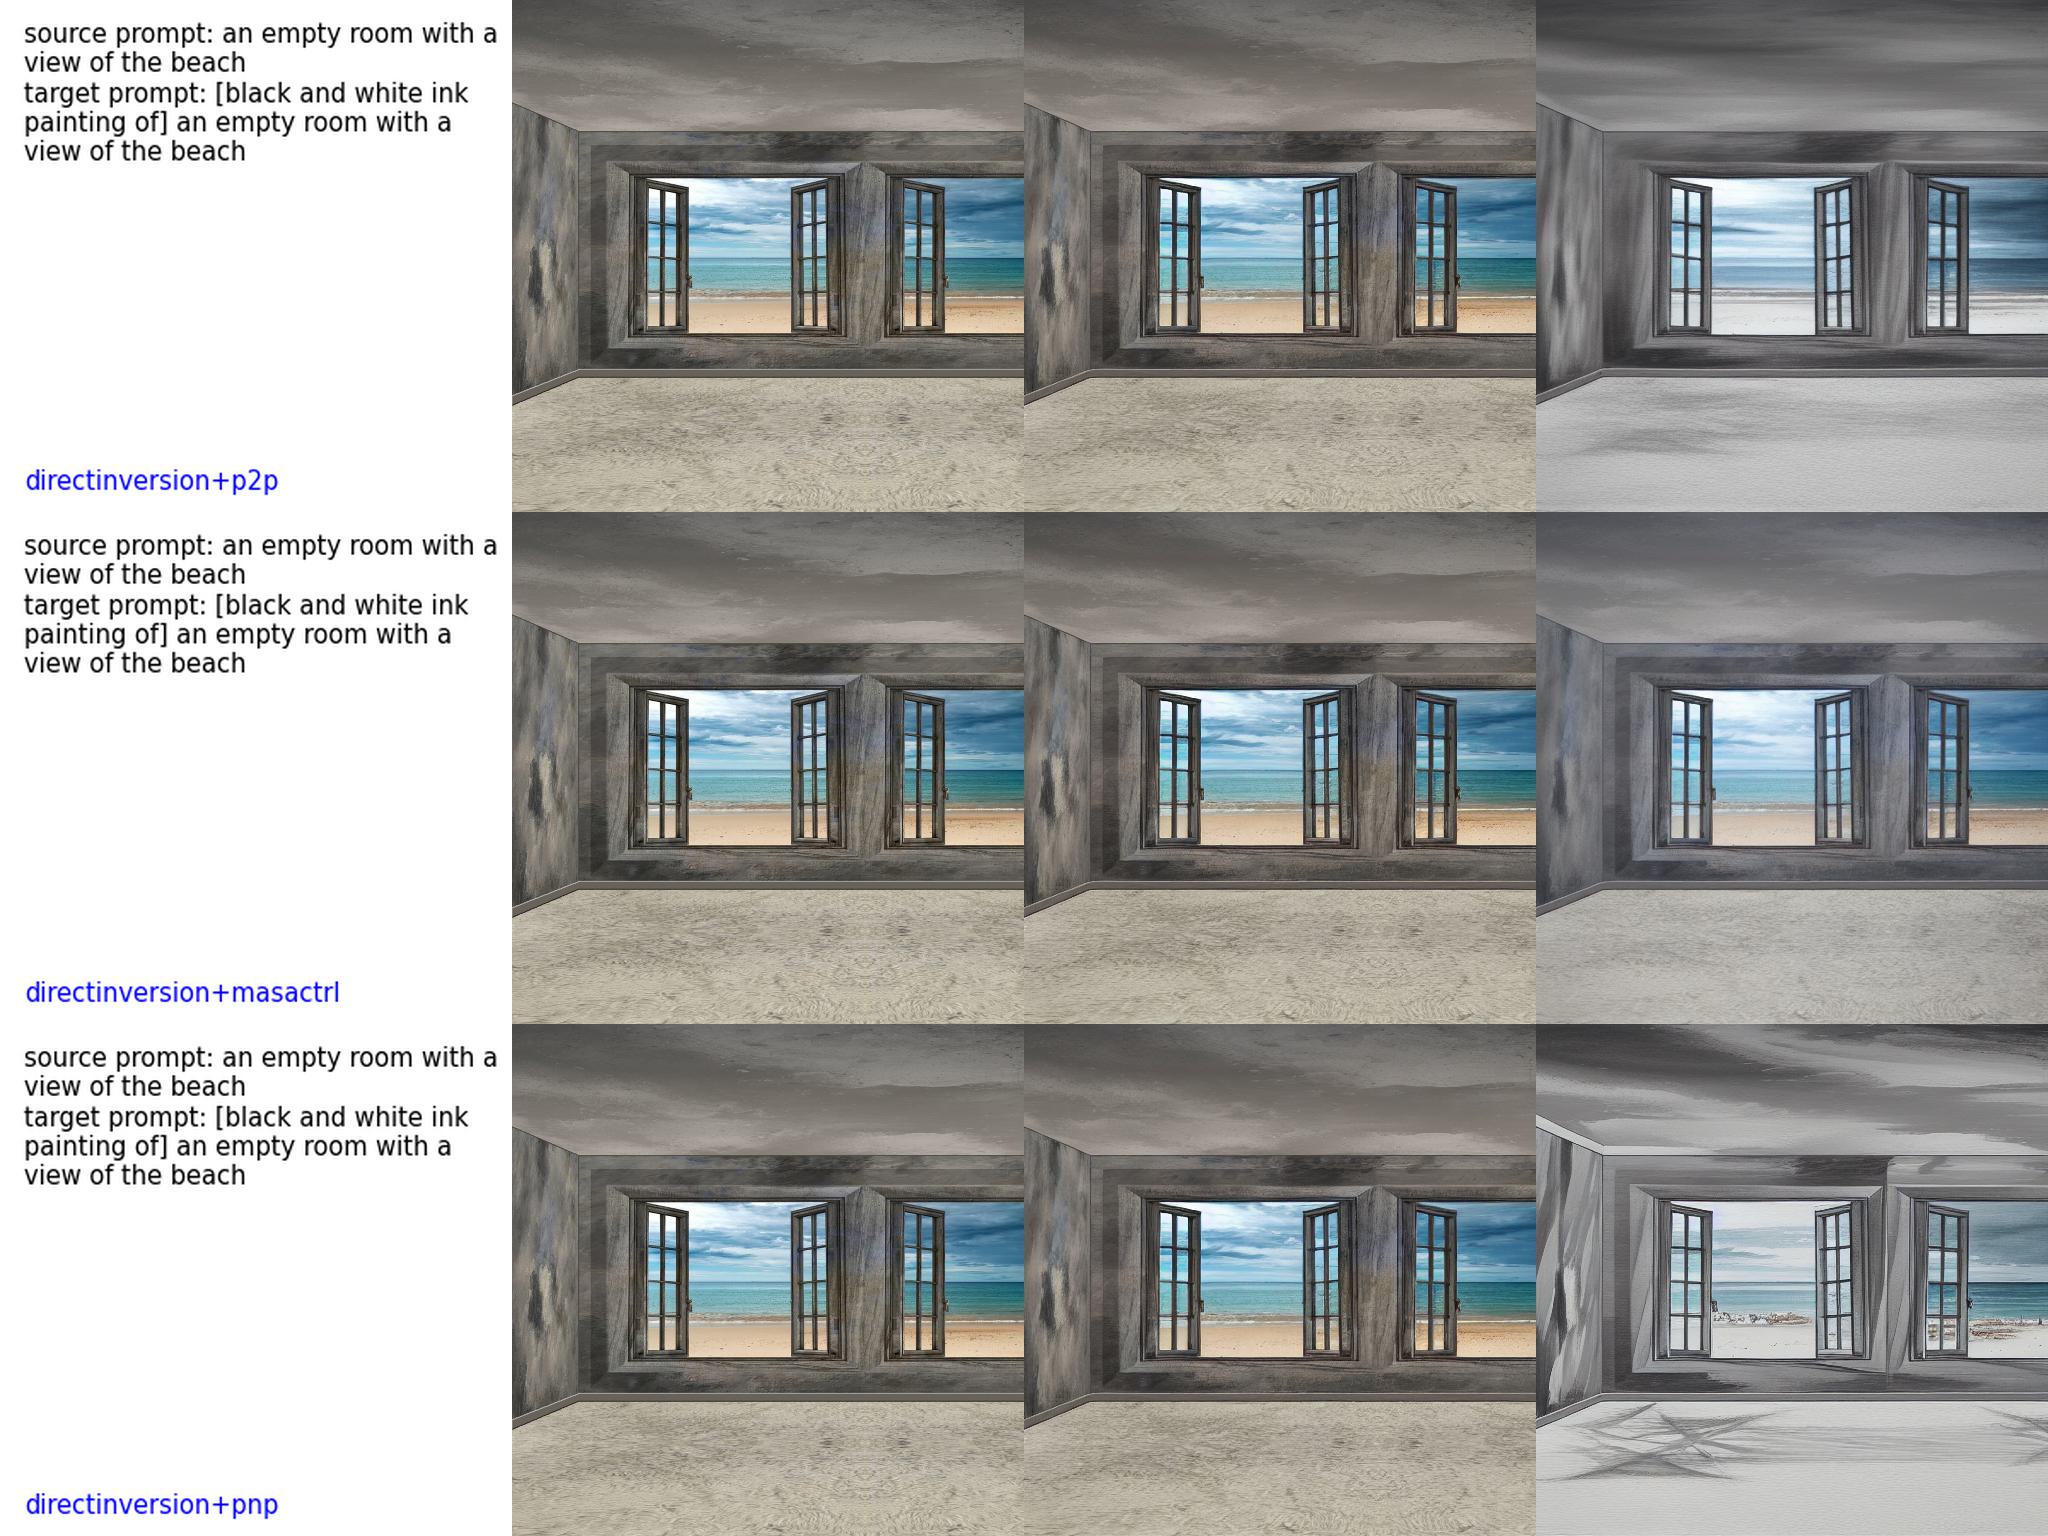 source prompt: an empty room with a
view of the beach
target prompt: [black and white ink
painting of] an empty room with a
view of the beach
directinversion+p2p
source prompt: an empty room with a
view of the beach
target prompt: [black and white ink
painting of] an empty room with a
view of the beach
directinversion+masactrl
source prompt: an empty room with a
view of the beach
target prompt: [black and white ink
painting of] an empty room with a
view of the beach
directinversion+pnp